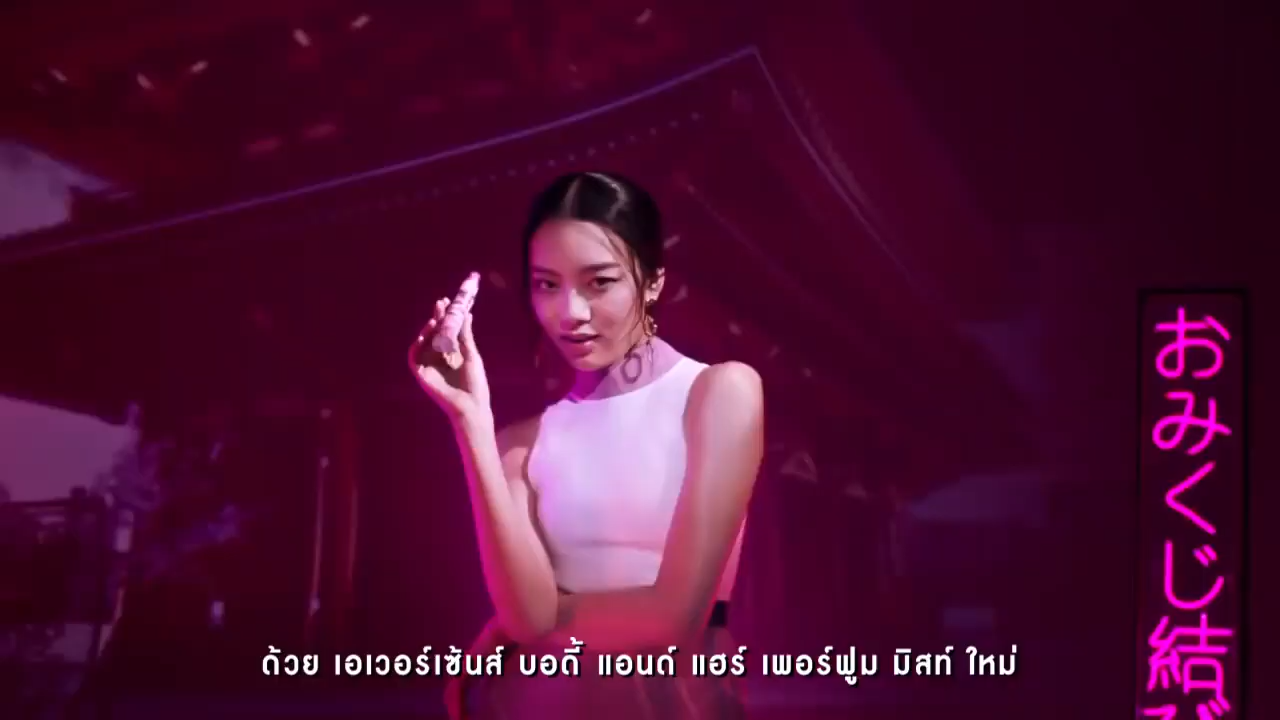 おみくじ結び
ด้วย เอเวอร์เซ้นส์ บอดี้ แอนด์ แฮร์ เพอร์ฟูม มิสท์ ใหม่